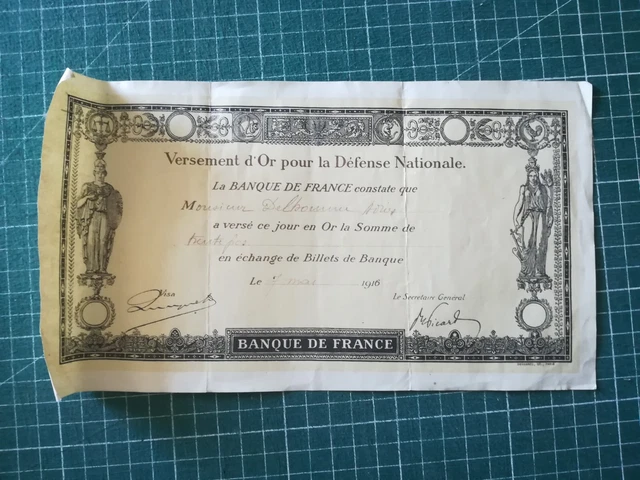 Versement d'Or pour la Défense Nationale.
La BANQUE DE FRANCE constate que
Monsieur
a versé ce jour en Or la Somme de
en échange de Billets de Banque
Le mai 1916
Visa
Le Secrétaire Général
BANQUE DE FRANCE